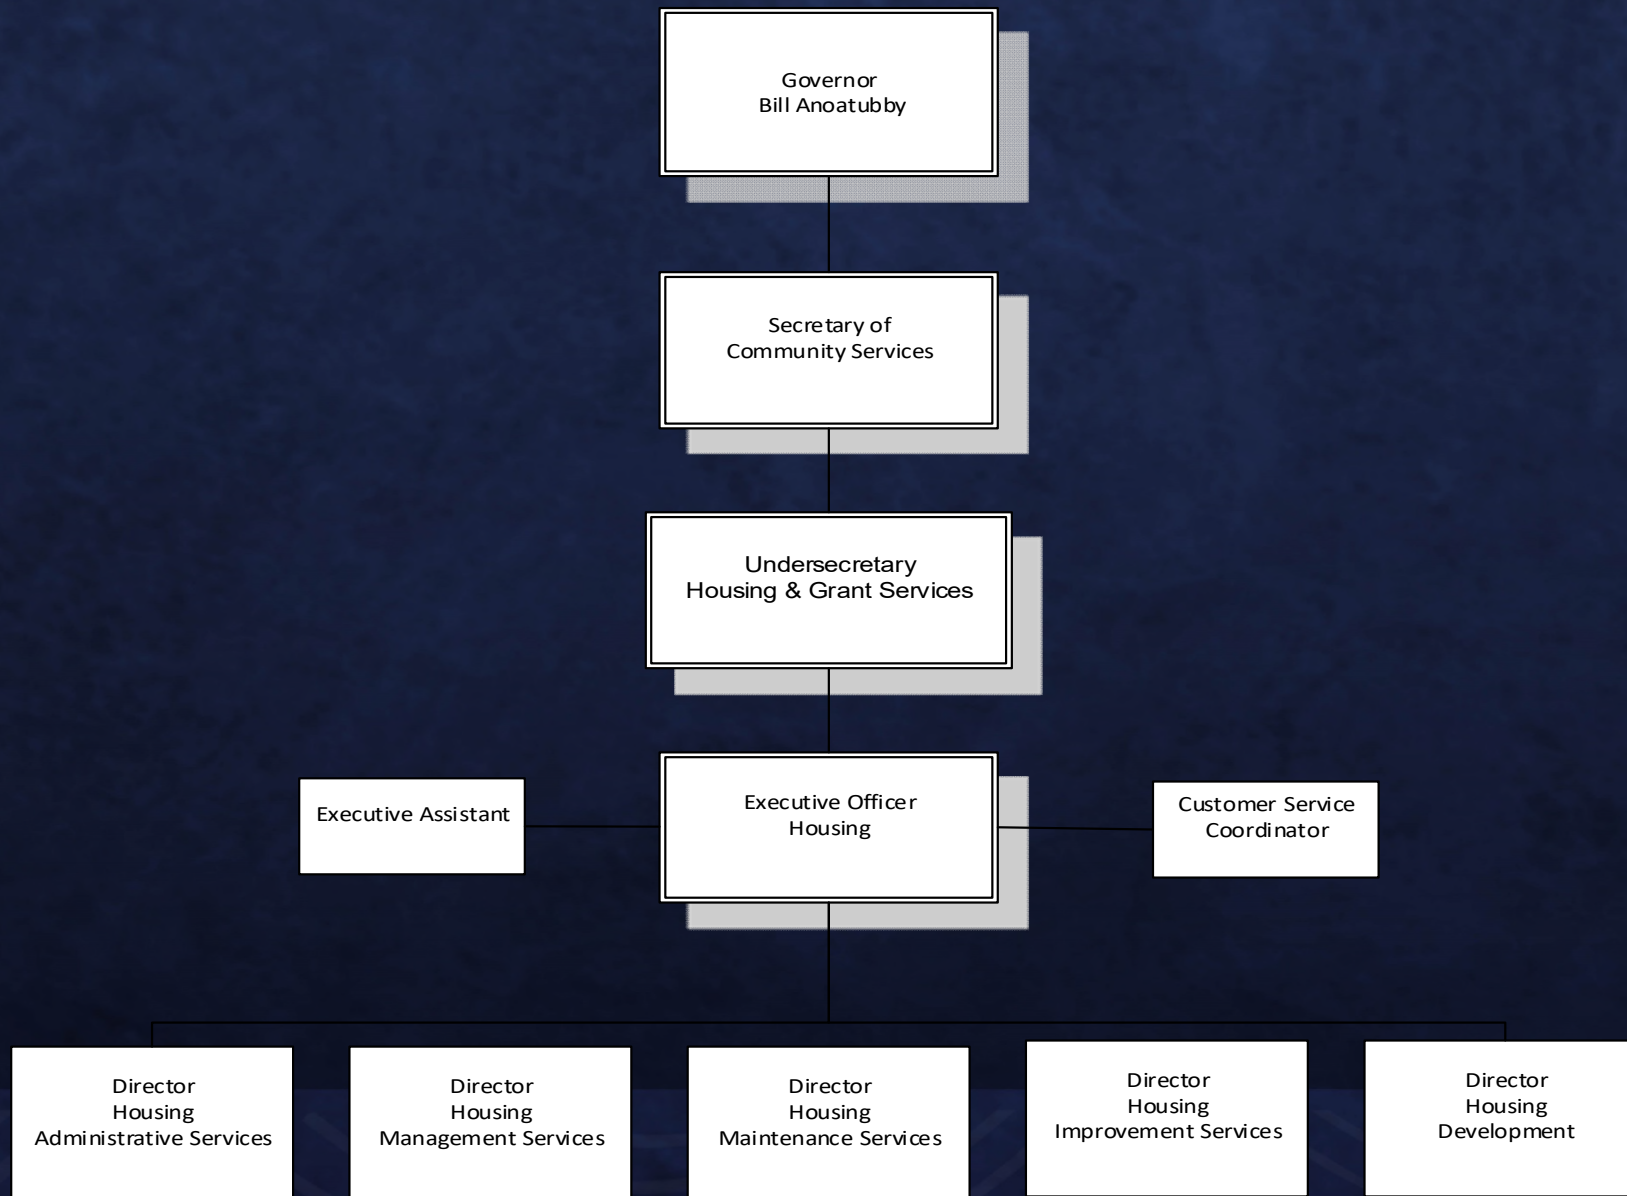 Governor
Bill Anoatubby
Secretary of
Community Services
Undersecretary
Housing & Grant Services
Executive Assistant
Executive Officer
Housing
Customer Service
Coordinator
Director
Housing
Administrative Services
Director
Housing
Management Services
Director
Housing
Maintenance Services
Director
Housing
Improvement Services
Director
Housing
Development